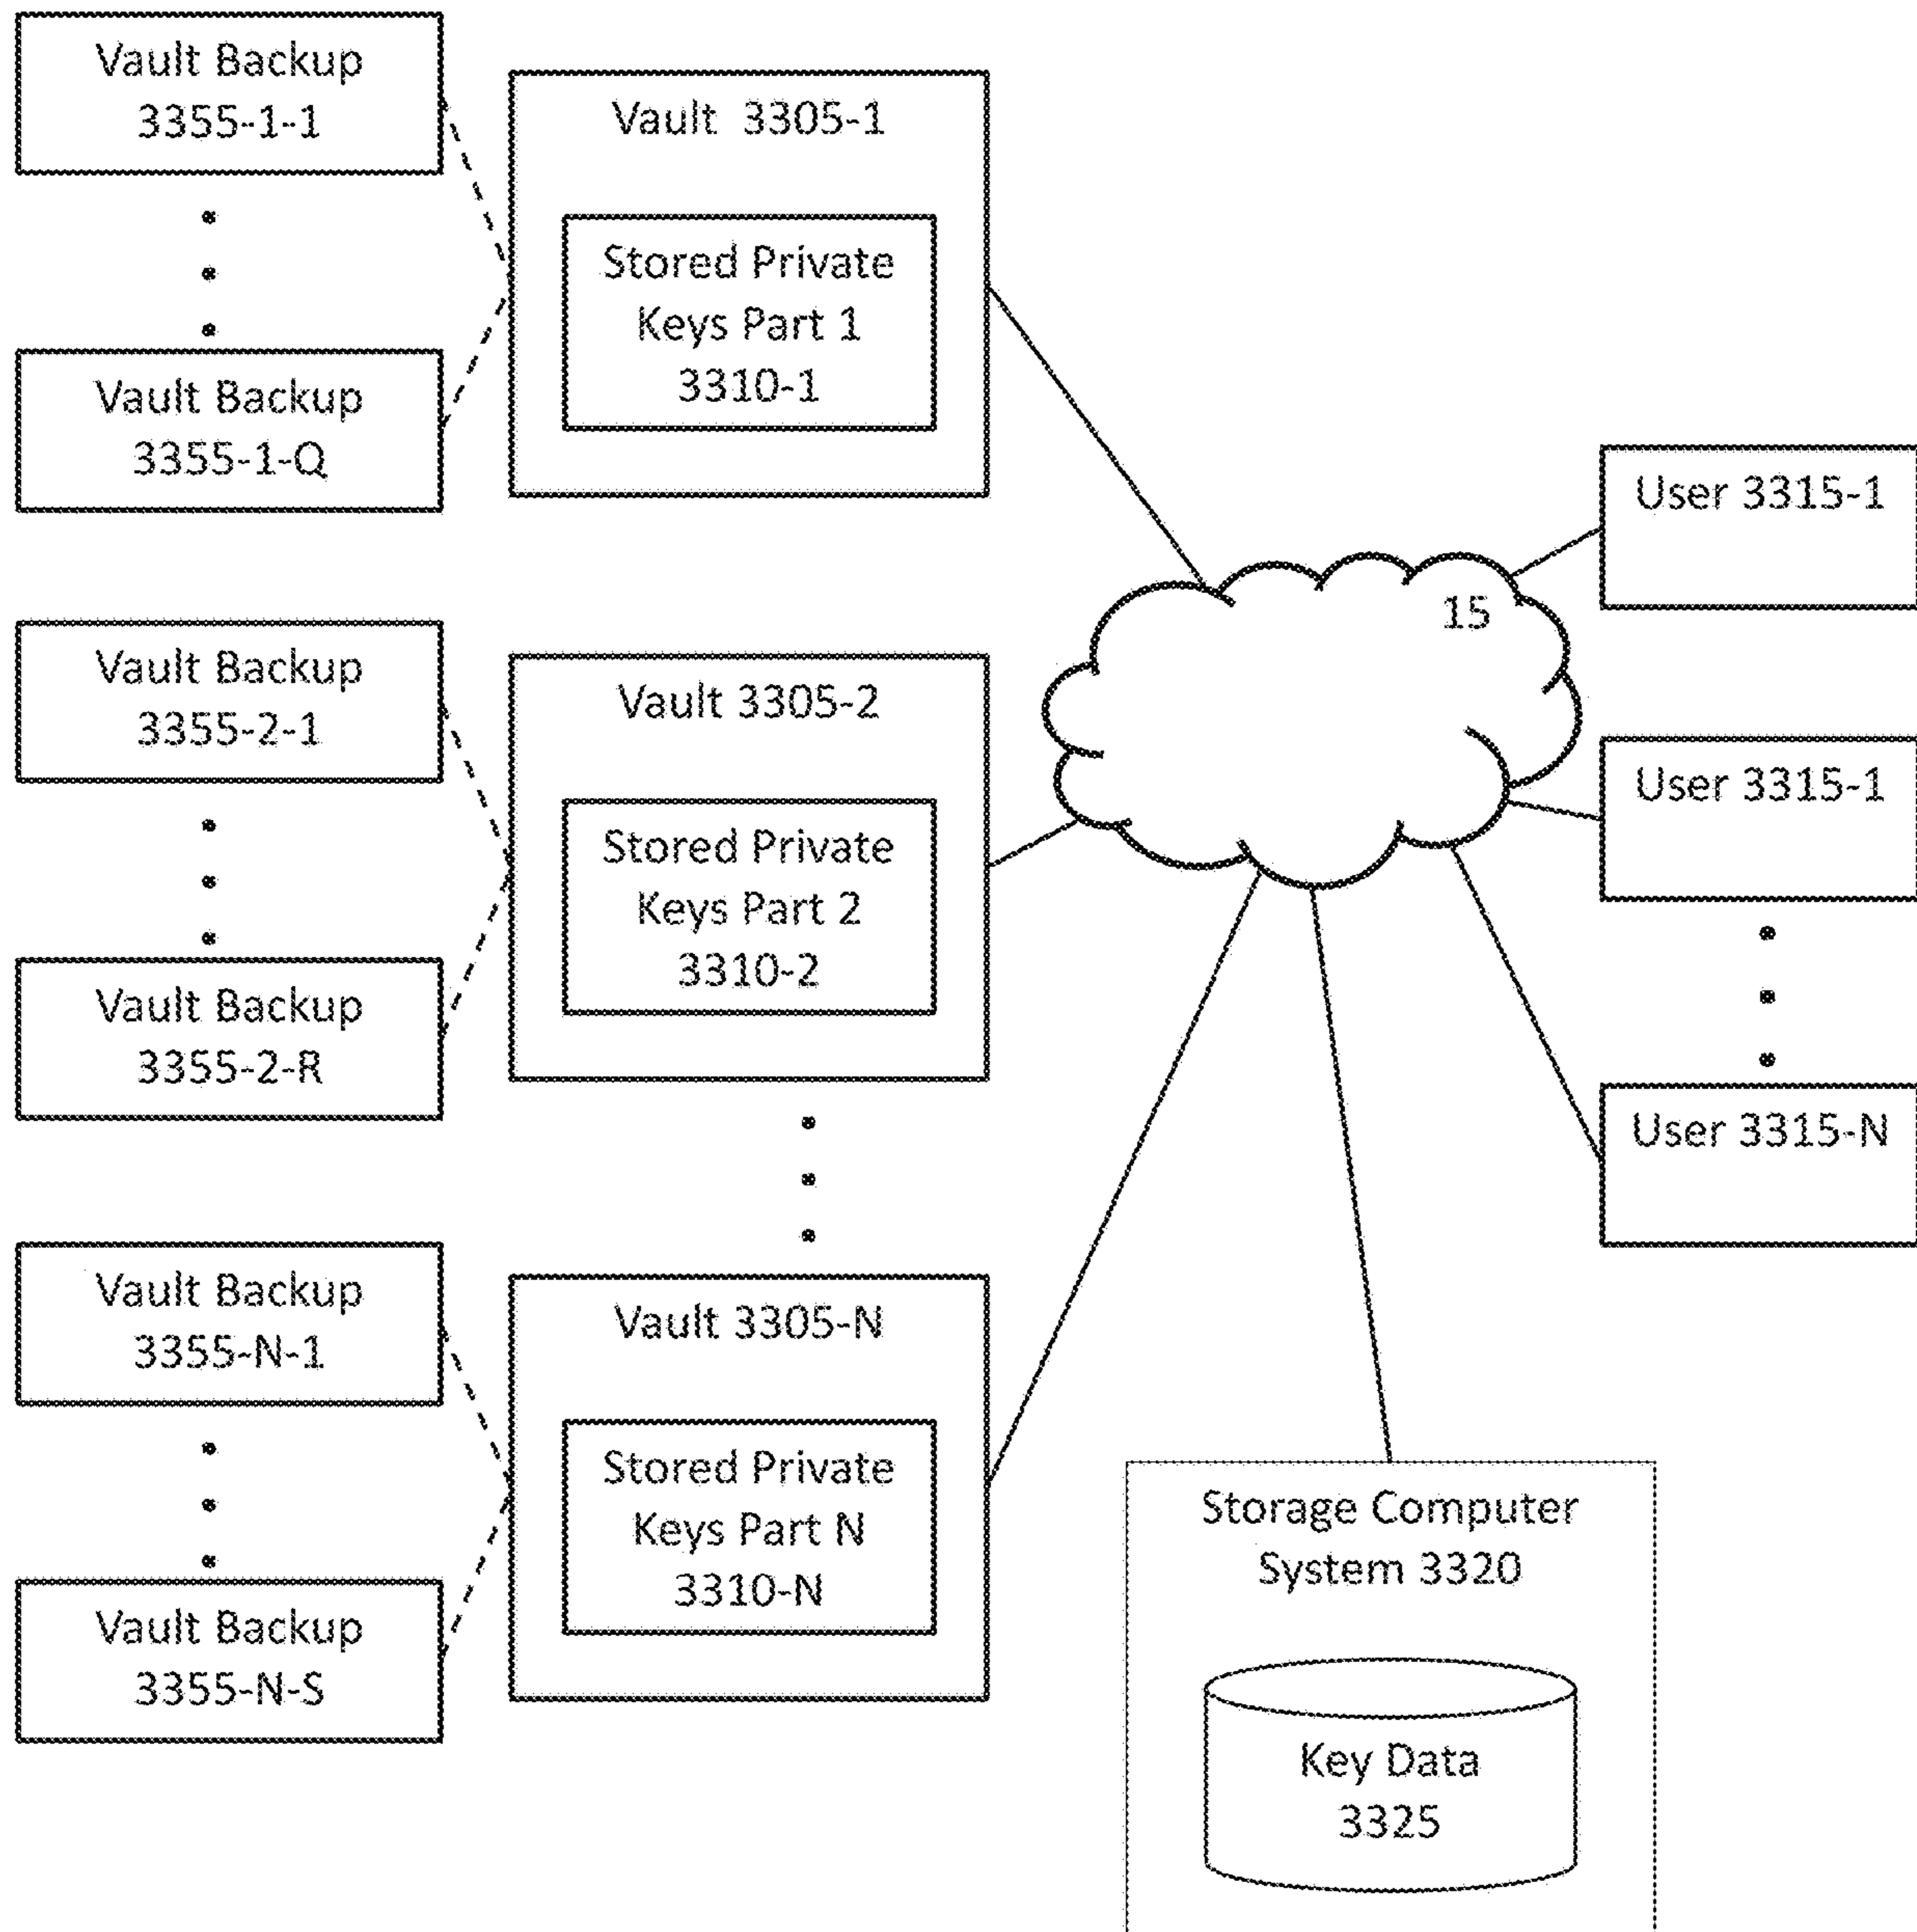 Vault Backup
3355-1-1
Vault Backup
3355-1-Q
Vault 3305-1
Stored Private
Keys Part 1
3310-1
Vault Backup
3355-2-1
Vault Backup
3355-2-R
Vault 3305-2
Stored Private
Keys Part 2
3310-2
Vault Backup
3355-N-1
Vault Backup
3355-N-S
Vault 3305-N
Stored Private
Keys Part N
3310-N
15
User 3315-1
User 3315-1
User 3315-N
Storage Computer
System 3320
Key Data
3325